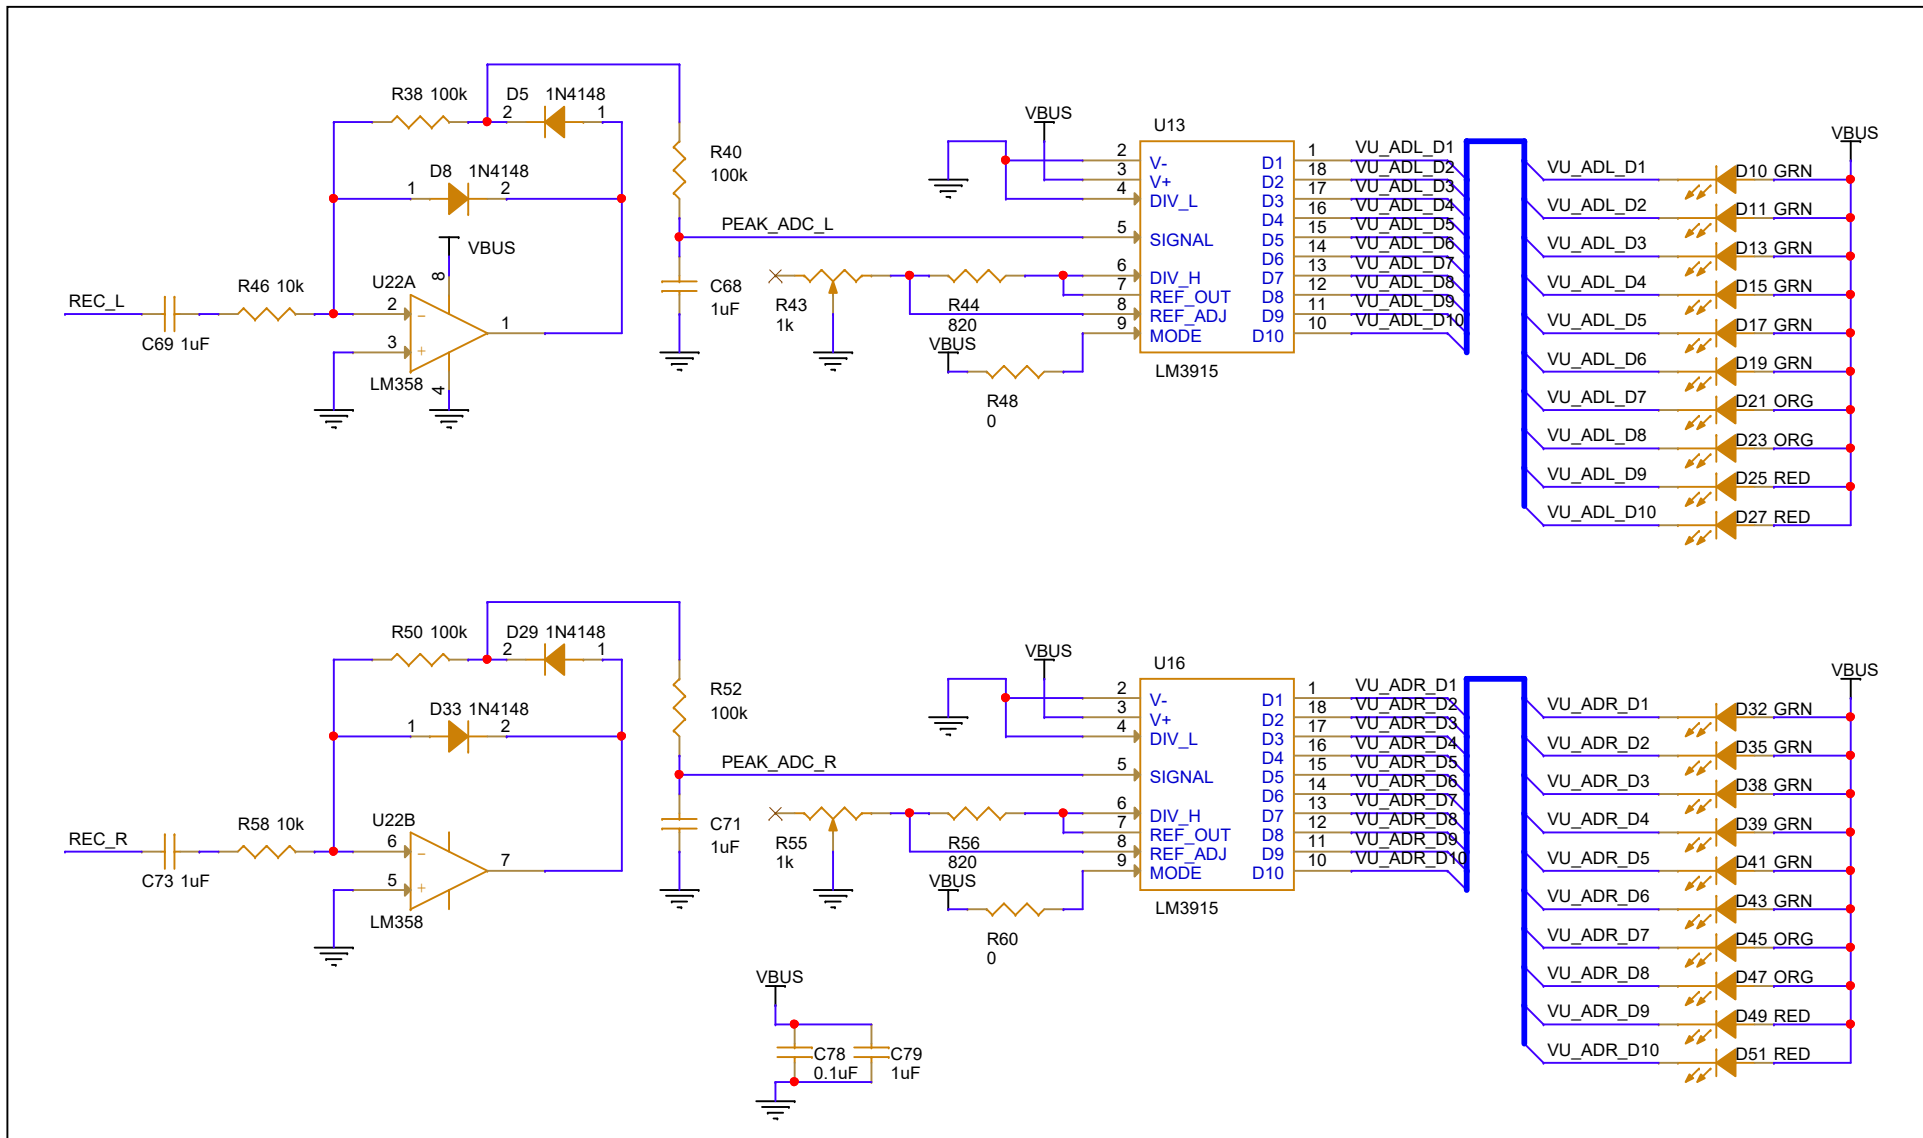 R38 100k
D5 1N4148
2 1
D8 1N4148
1 2
VBUS
8
U22A
REC_L
R46 10k
2
1
3
C69 1uF
LM358
4
R40
100k
PEAK_ADC_L
C68
1uF
R43
1k
R44
820
VBUS
R48
0
VBUS
U13
2 V-
3 V+
4 DIV_L
5 SIGNAL
6 DIV_H
7 REF_OUT
8 REF_ADJ
9 MODE
LM3915
D1 1 VU_ADL_D1
D2 18 VU_ADL_D2
D3 17 VU_ADL_D3
D4 16 VU_ADL_D4
D5 15 VU_ADL_D5
D6 14 VU_ADL_D6
D7 13 VU_ADL_D7
D8 12 VU_ADL_D8
D9 11 VU_ADL_D9
D10 10 VU_ADL_D10
VBUS
VU_ADL_D1 D10 GRN
VU_ADL_D2 D11 GRN
VU_ADL_D3 D13 GRN
VU_ADL_D4 D15 GRN
VU_ADL_D5 D17 GRN
VU_ADL_D6 D19 GRN
VU_ADL_D7 D21 ORG
VU_ADL_D8 D23 ORG
VU_ADL_D9 D25 RED
VU_ADL_D10 D27 RED
R50 100k
D29 1N4148
2 1
D33 1N4148
1 2
U22B
REC_R
R58 10k
6
7
5
C73 1uF
LM358
R52
100k
PEAK_ADC_R
C71
1uF
R55
1k
R56
820
VBUS
R60
0
VBUS
U16
2 V-
3 V+
4 DIV_L
5 SIGNAL
6 DIV_H
7 REF_OUT
8 REF_ADJ
9 MODE
LM3915
D1 1 VU_ADR_D1
D2 18 VU_ADR_D2
D3 17 VU_ADR_D3
D4 16 VU_ADR_D4
D5 15 VU_ADR_D5
D6 14 VU_ADR_D6
D7 13 VU_ADR_D7
D8 12 VU_ADR_D8
D9 11 VU_ADR_D9
D10 10 VU_ADR_D10
VBUS
VU_ADR_D1 D32 GRN
VU_ADR_D2 D35 GRN
VU_ADR_D3 D38 GRN
VU_ADR_D4 D39 GRN
VU_ADR_D5 D41 GRN
VU_ADR_D6 D43 GRN
VU_ADR_D7 D45 ORG
VU_ADR_D8 D47 ORG
VU_ADR_D9 D49 RED
VU_ADR_D10 D51 RED
VBUS
C78
0.1uF
C79
1uF